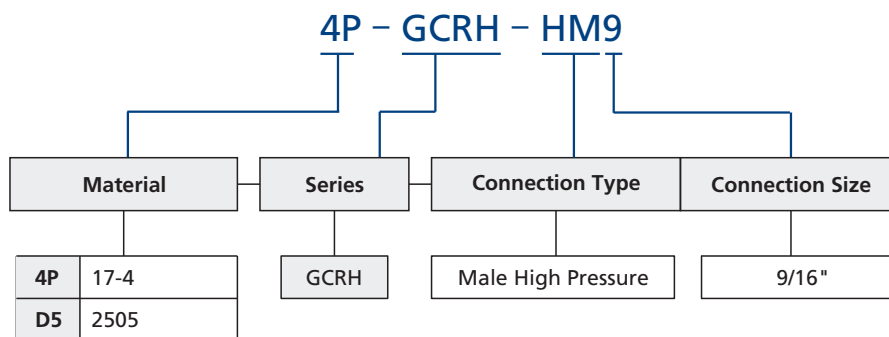 4P – GCRH – HM9
Material
Series
Connection Type
Connection Size
4P 17-4
GCRH
Male High Pressure
9/16"
D5 2505